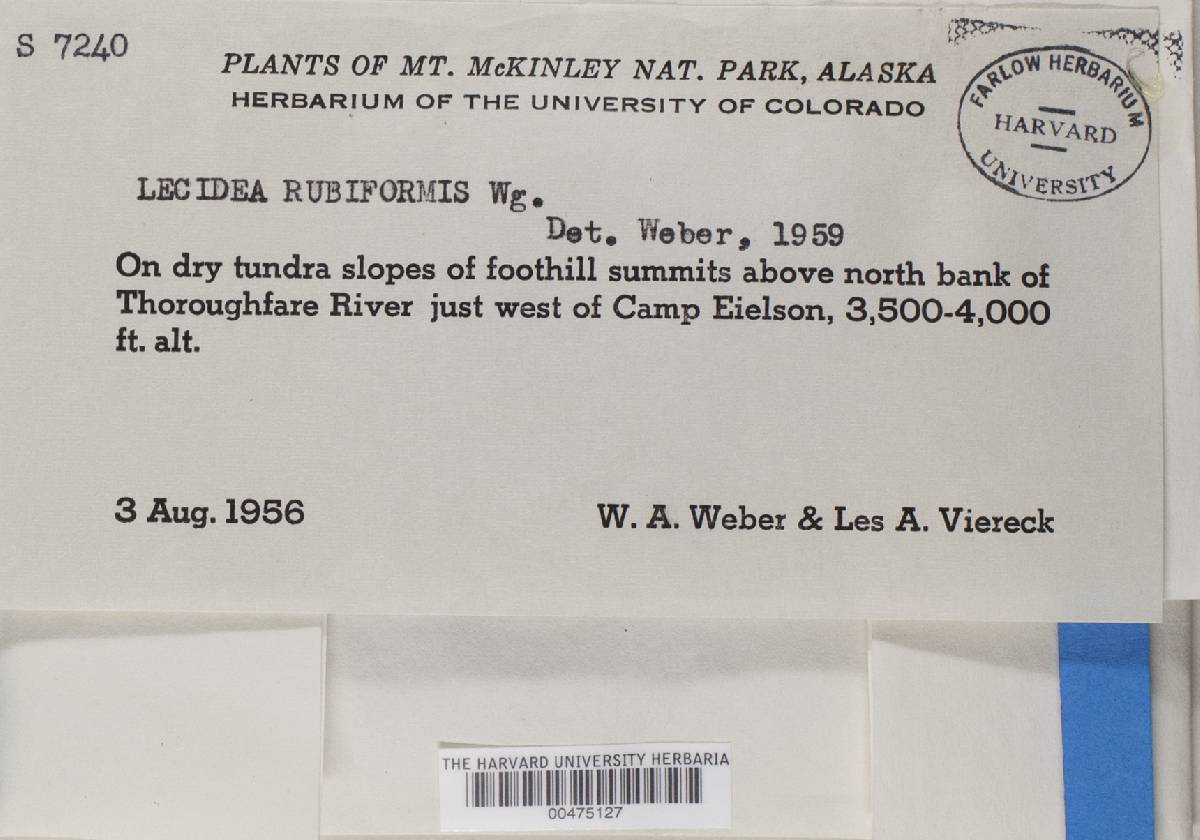 S 7240
PLANTS OF MT. McKINLEY NAT. PARK, ALASKA
HERBARIUM OF THE UNIVERSITY OF COLORADO
FARLOW HERBARIUM
HARVARD
UNIVERSITY
LECIDEA RUBIFORMIS Wg.
Det. Weber, 1959
On dry tundra slopes of foothill summits above north bank of
Thoroughfare River just west of Camp Eielson, 3,500-4,000
ft. alt.
3 Aug. 1956
W. A. Weber & Les A. Viereck
THE HARVARD UNIVERSITY HERBARIA
00475127